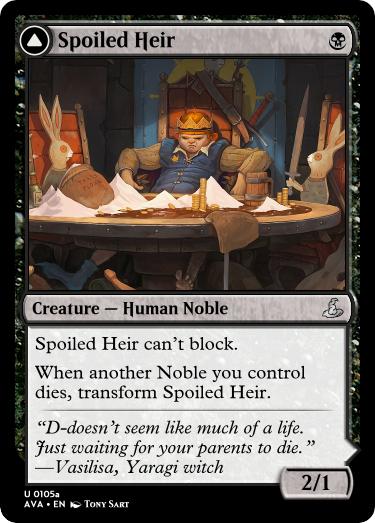 Spoiled Heir
Creature — Human Noble
Spoiled Heir can't block.
When another Noble you control
dies, transform Spoiled Heir.
“D-doesn't seem like much of a life.
Just waiting for your parents to die.”
—Vasilisa, Yaragi witch
2/1
U 0105a
AVA • EN Tony Sart